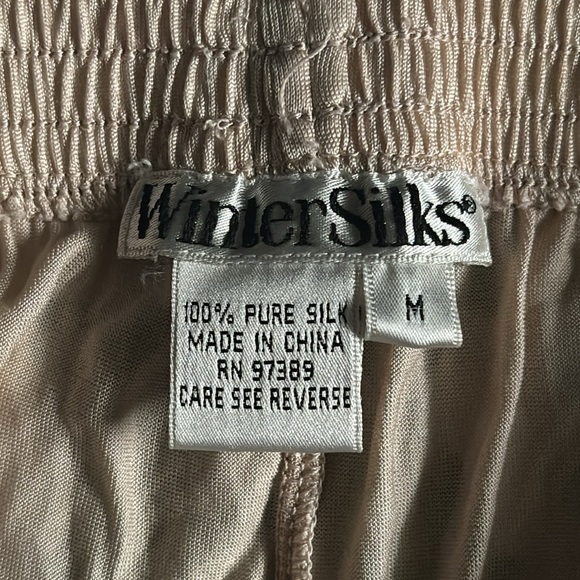 WinterSilks®
100% PURE SILK
MADE IN CHINA
RN 97389
CARE SEE REVERSE
M